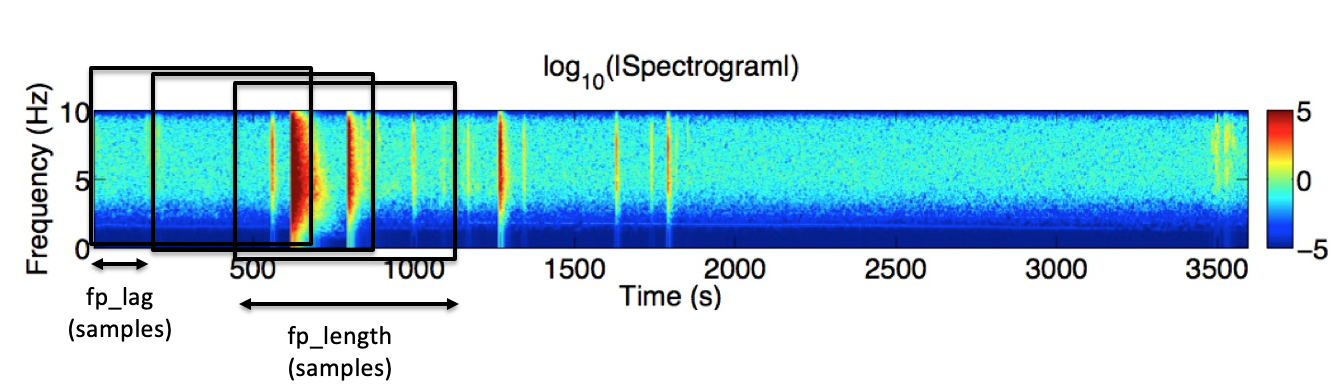 log10(|Spectrogram|)
Frequency (Hz)
10
5
0
500
1000
1500
2000
2500
3000
3500
Time (s)
5
0
−5
fp_lag
(samples)
fp_length
(samples)